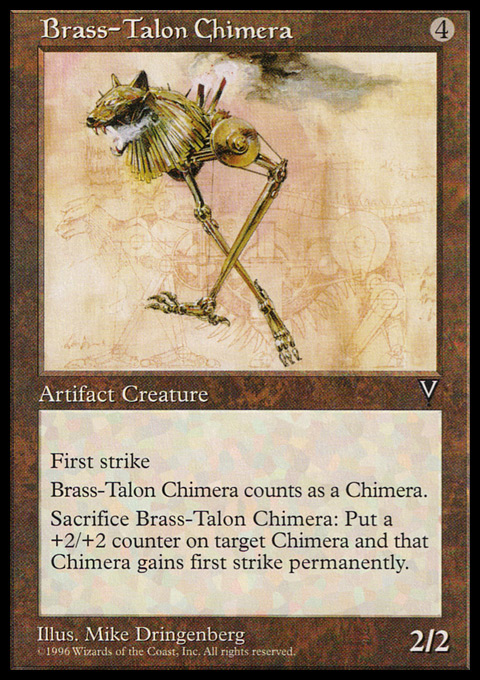 Brass-Talon Chimera 4
Artifact Creature
V
First strike
Brass-Talon Chimera counts as a Chimera.
Sacrifice Brass-Talon Chimera: Put a
+2/+2 counter on target Chimera and that
Chimera gains first strike permanently.
Illus. Mike Dringenberg
2/2
©1996 Wizards of the Coast, Inc. All rights reserved.